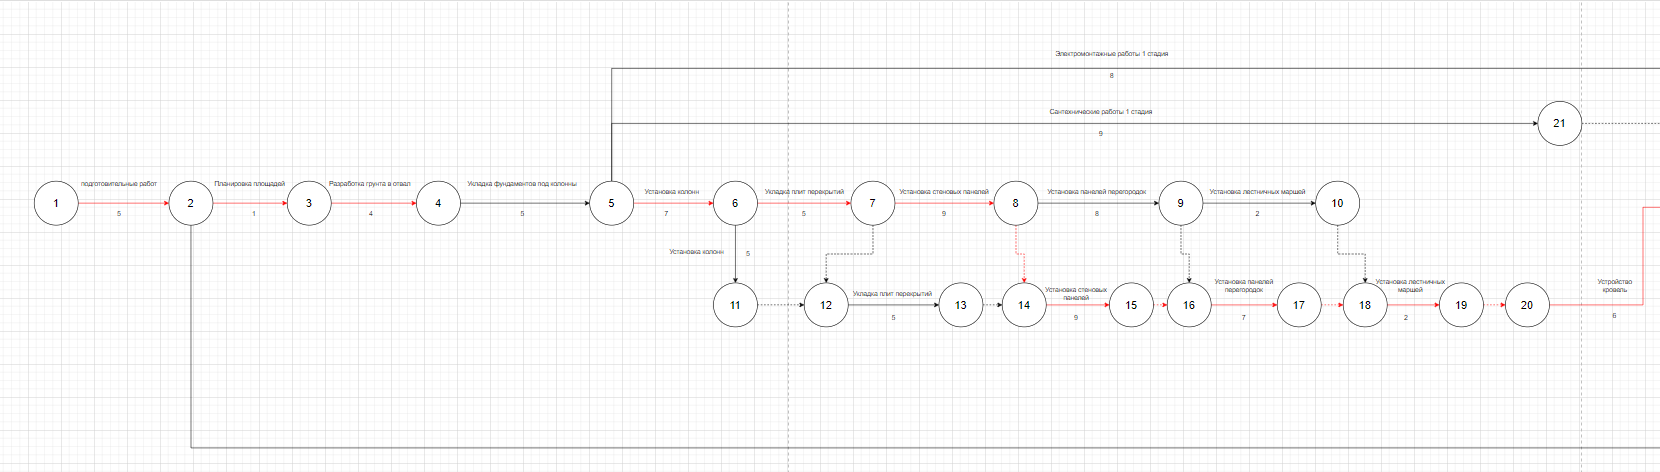 Электромонтажные работы 1 стадия
8
Сантехнические работы 1 стадия
9
21
подготовительные работ
Планировка площадей
Разработка грунта в отвал
Укладка фундаментов под колонны
Установка колонн
Укладка плит перекрытий
Установка стеновых панелей
Установка панелей перегородок
Установка лестничных маршей
1
2
3
4
5
6
7
8
9
10
5
1
4
5
7
5
9
8
2
Установка колонн
5
11
12
13
14
15
16
17
18
19
20
Укладка плит перекрытий
5
Установка стеновых
панелей
9
Установка панелей
перегородок
7
Установка лестничных
маршей
2
Устройство
кровель
6